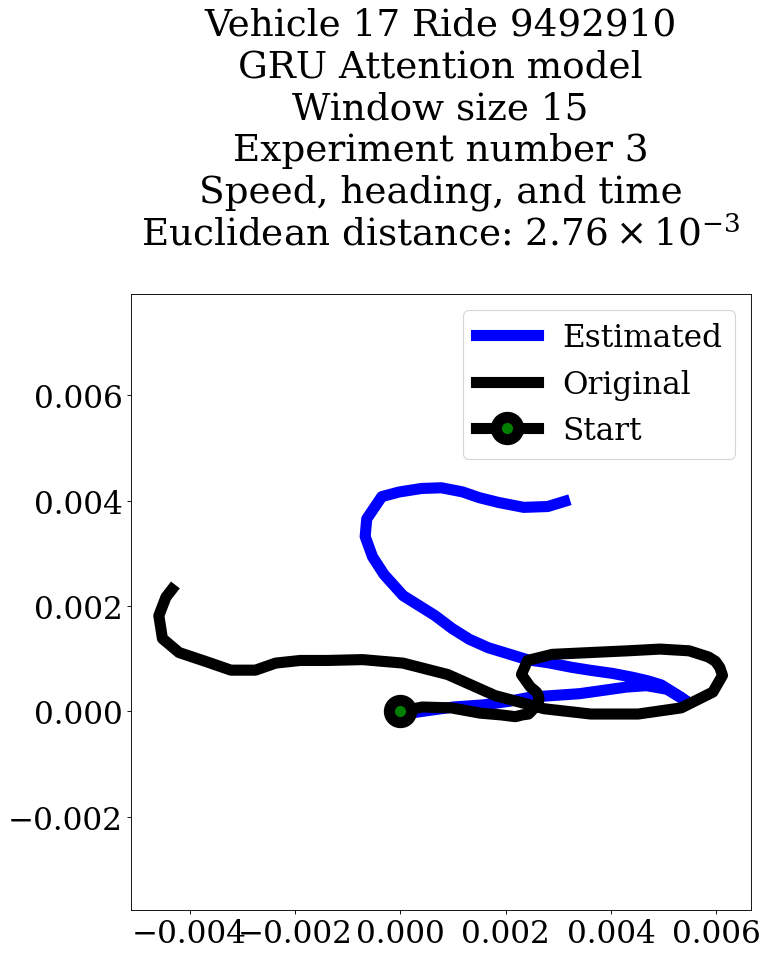 Vehicle 17 Ride 9492910
GRU Attention model
Window size 15
Experiment number 3
Speed, heading, and time
Euclidean distance: 2.76 × 10⁻³
Estimated
Original
Start
0.006
0.004
0.002
0.000
−0.002
−0.004 −0.002 0.000 0.002 0.004 0.006